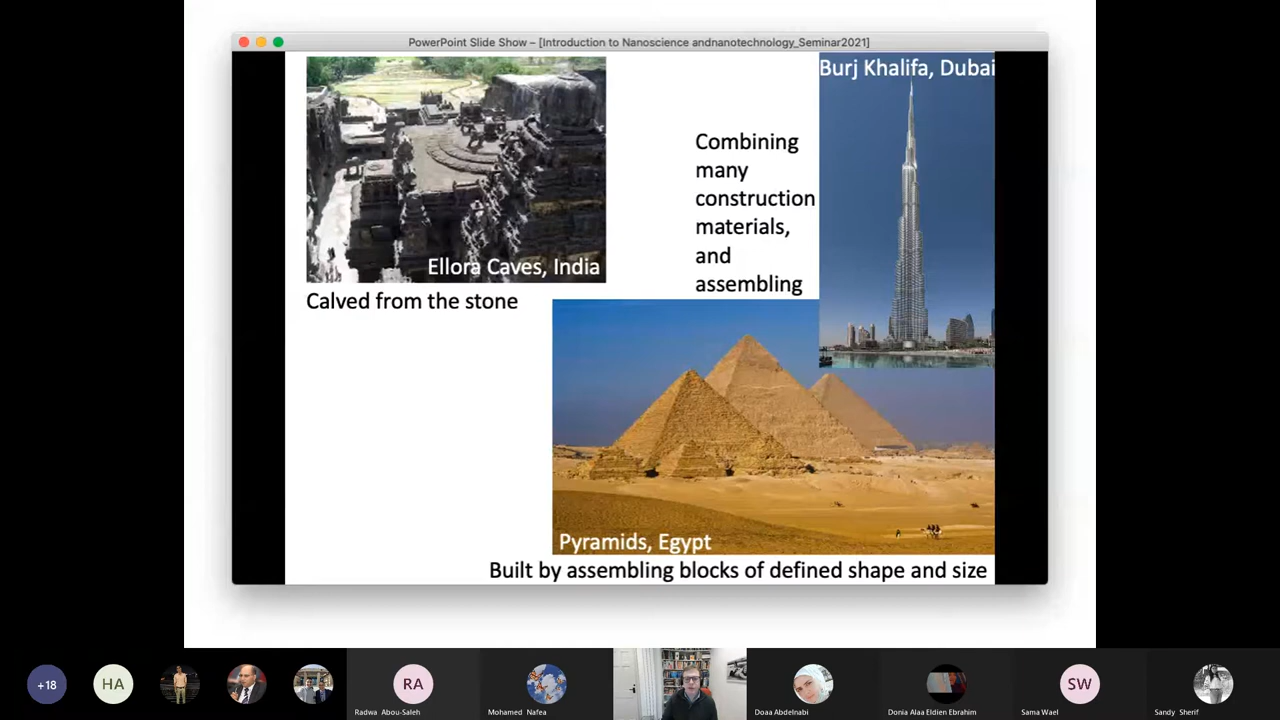 PowerPoint Slide Show – [Introduction to Nanoscience andnanotechnology_Seminar2021]
Burj Khalifa, Dubai
Combining
many
construction
materials,
and
assembling
Ellora Caves, India
Calved from the stone
Pyramids, Egypt
Built by assembling blocks of defined shape and size
+18
HA
RA
SW
Radwa Abou-Saleh
Mohamed Nafea
Doaa Abdelnabi
Donia Alaa Eldien Ebrahim
Sama Wael
Sandy Sherif